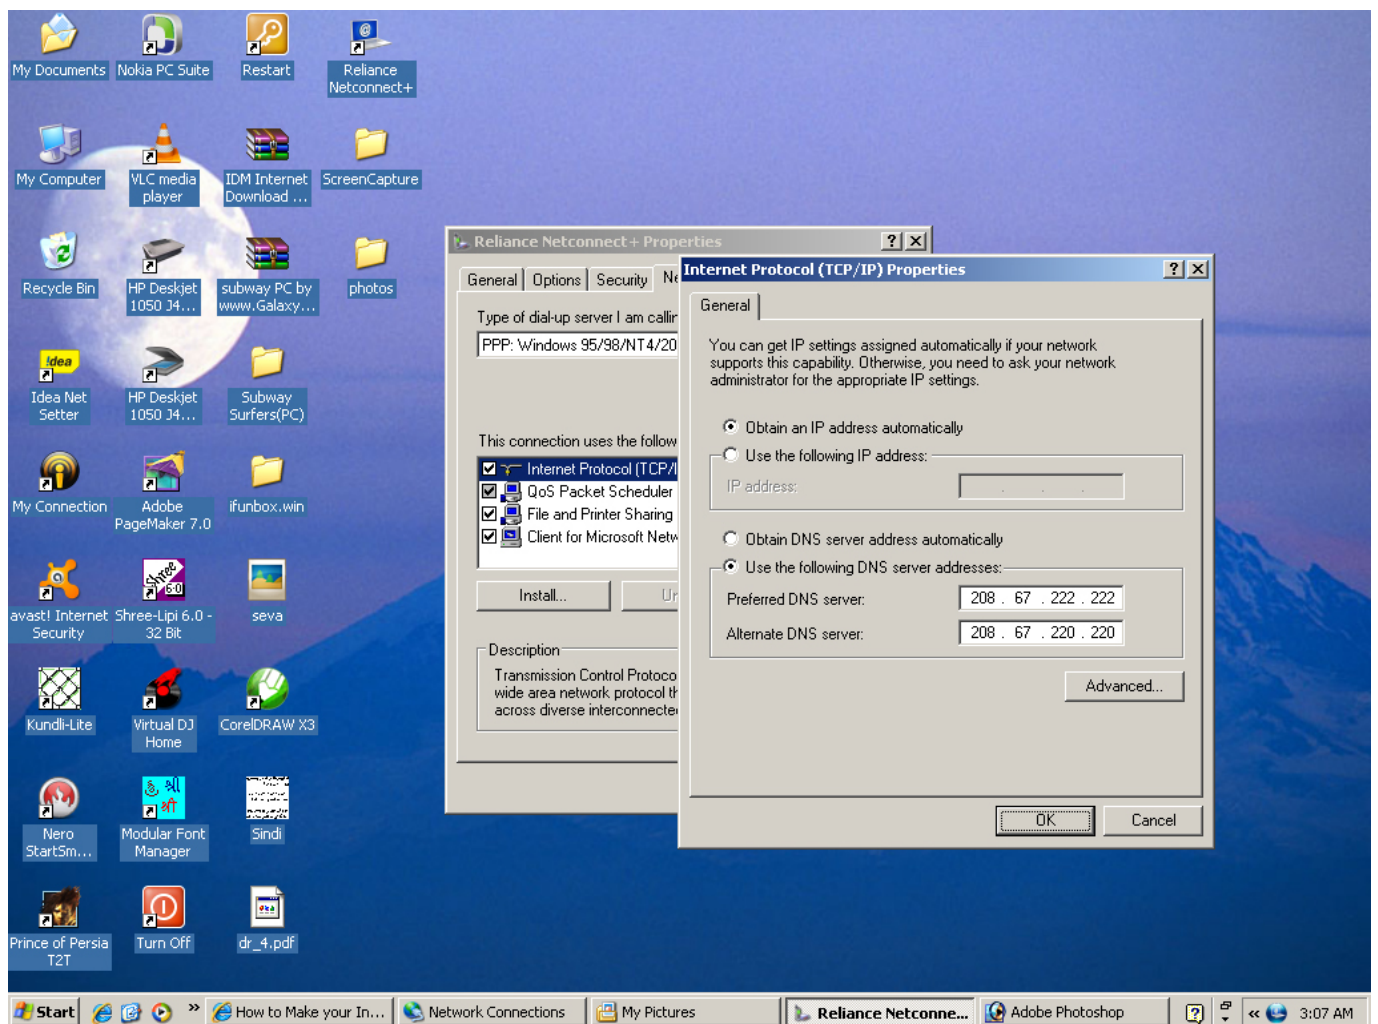 My Documents
Nokia PC Suite
Restart
Reliance
Netconnect+
My Computer
VLC media
player
IDM Internet
Download ...
ScreenCapture
Recycle Bin
HP Deskjet
1050 J4...
subway PC by
www.Galaxy...
photos
!dea
Idea Net
Setter
HP Deskjet
1050 J4...
Subway
Surfers(PC)
My Connection
Adobe
PageMaker 7.0
ifunbox.win
avast! Internet
Security
Shree
6.0
Shree-Lipi 6.0 -
32 Bit
seva
Kundli-Lite
Virtual DJ
Home
CorelDRAW X3
Nero
StartSm...
श्री
Modular Font
Manager
Sindi
Prince of Persia
T2T
Turn Off
dr_4.pdf
Reliance Netconnect+ Properties
General
Options
Security
Ne
Type of dial-up server I am callin
PPP: Windows 95/98/NT4/20
This connection uses the follow
Internet Protocol (TCP/I
QoS Packet Scheduler
File and Printer Sharing
Client for Microsoft Netw
Install...
Un
Description
Transmission Control Protoco
wide area network protocol th
across diverse interconnecte
Internet Protocol (TCP/IP) Properties
General
You can get IP settings assigned automatically if your network
supports this capability. Otherwise, you need to ask your network
administrator for the appropriate IP settings.
Obtain an IP address automatically
Use the following IP address:
IP address:
Obtain DNS server address automatically
Use the following DNS server addresses:
Preferred DNS server:
208 . 67 . 222 . 222
Alternate DNS server:
208 . 67 . 220 . 220
Advanced...
OK
Cancel
Start
How to Make your In...
Network Connections
My Pictures
Reliance Netconne...
Adobe Photoshop
3:07 AM